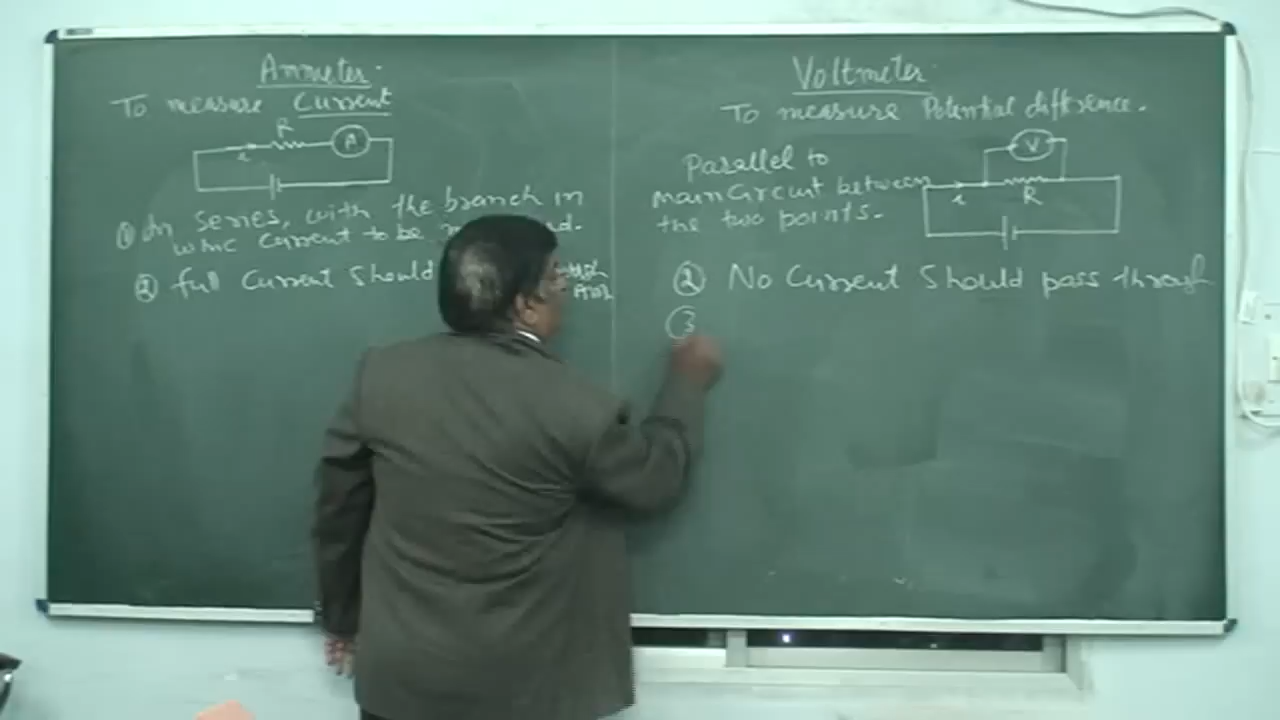 Ammeter.
To measure Current
R
A
i
① In series, with the branch in
whic current to be
② full Current Should
Voltmeter.
To measure Potential difference.
V
R
i
Parallel to
main Circuit between
the two points.
② No Current Should pass through
③